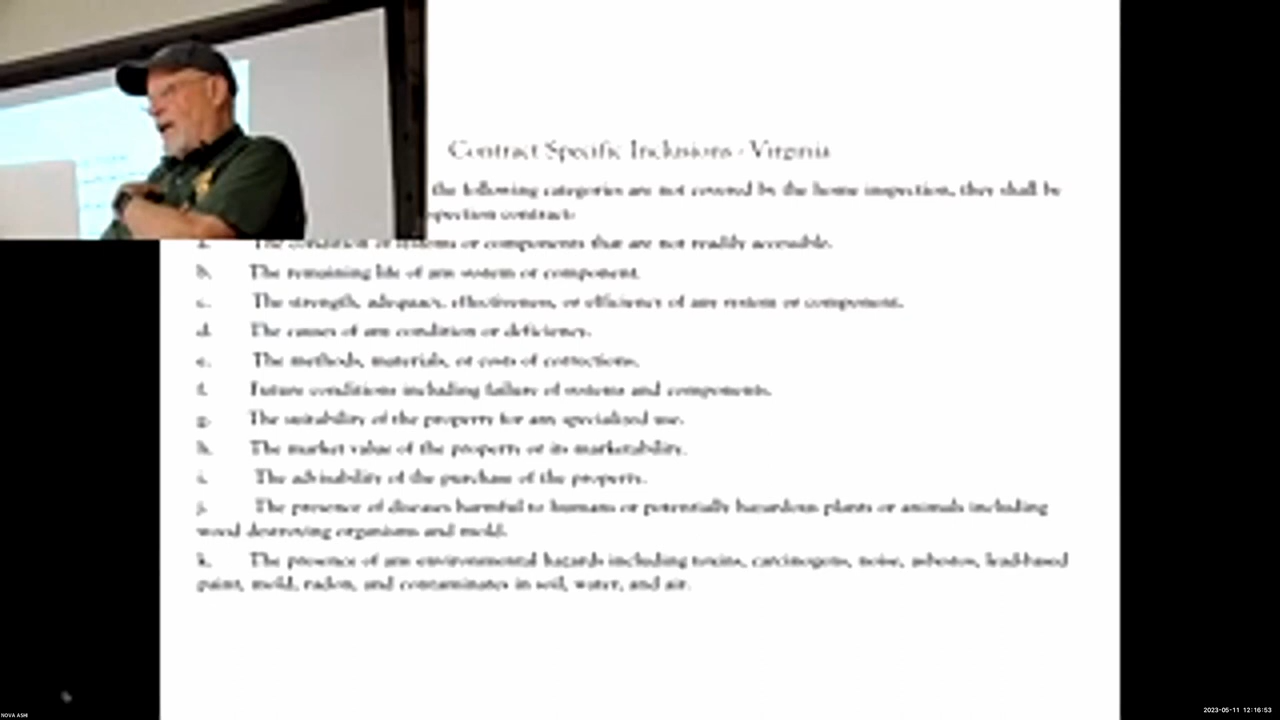 Contract Specific Inclusions - Virginia
the following categories are not covered by the home inspection, they shall be
spection contract:
a. The condition of systems or components that are not readily accessible.
b. The remaining life of any system or component.
c. The strength, adequacy, effectiveness, or efficiency of any system or component.
d. The causes of any condition or deficiency.
e. The methods, materials, or costs of corrections.
f. Future conditions including failure of systems and components.
g. The suitability of the property for any specialized use.
h. The market value of the property or its marketability.
i. The advisability of the purchase of the property.
j. The presence of diseases harmful to humans or potentially hazardous plants or animals including
wood destroying organisms and mold.
k. The presence of any environmental hazards including toxins, carcinogens, noise, asbestos, lead-based
paint, mold, radon, and contaminates in soil, water, and air.
NOVA ASHI
2023-05-11 12:16:53